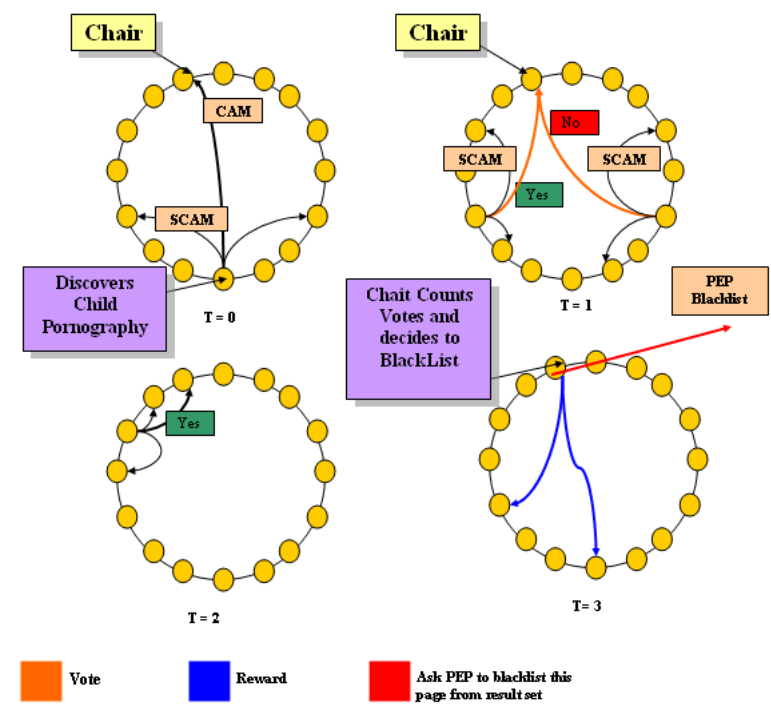 Chair
Chair
CAM
No
SCAM
SCAM
Yes
SCAM
Discovers
Child
Pornography
T = 0
Chait Counts
Votes and
decides to
BlackList
T = 1
PEP
Blacklist
Yes
T = 2
T= 3
Vote
Reward
Ask PEP to blacklist this
page from result set